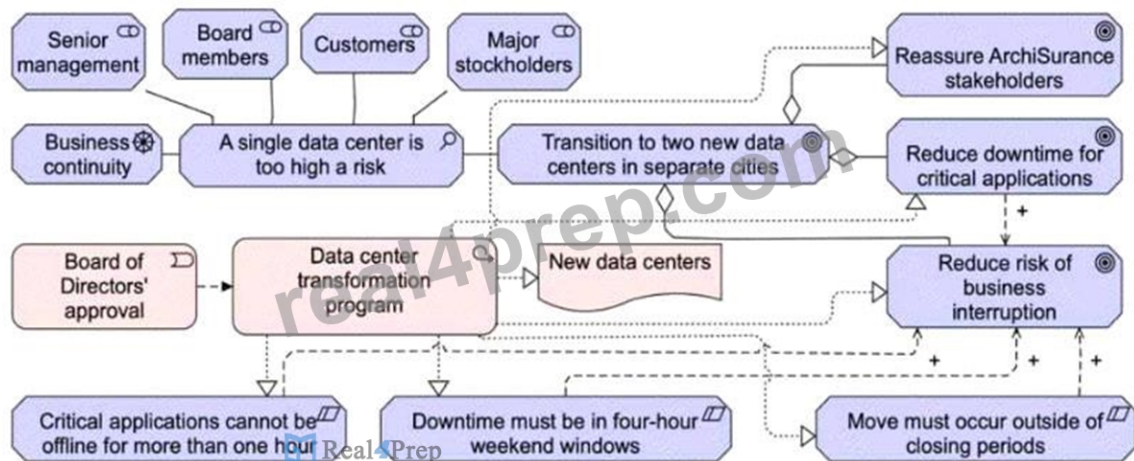 Senior
management
Board
members
Customers
Major
stockholders
Reassure ArchiSurance
stakeholders
Business
continuity
A single data center is
too high a risk
Transition to two new data
centers in separate cities
Reduce downtime for
critical applications
+
Board of
Directors'
approval
Data center
transformation
program
New data centers
Reduce risk of
business
interruption
real4prep.com
+
+
+
Critical applications cannot be
offline for more than one hour
Downtime must be in four-hour
weekend windows
Move must occur outside of
closing periods
Real4Prep